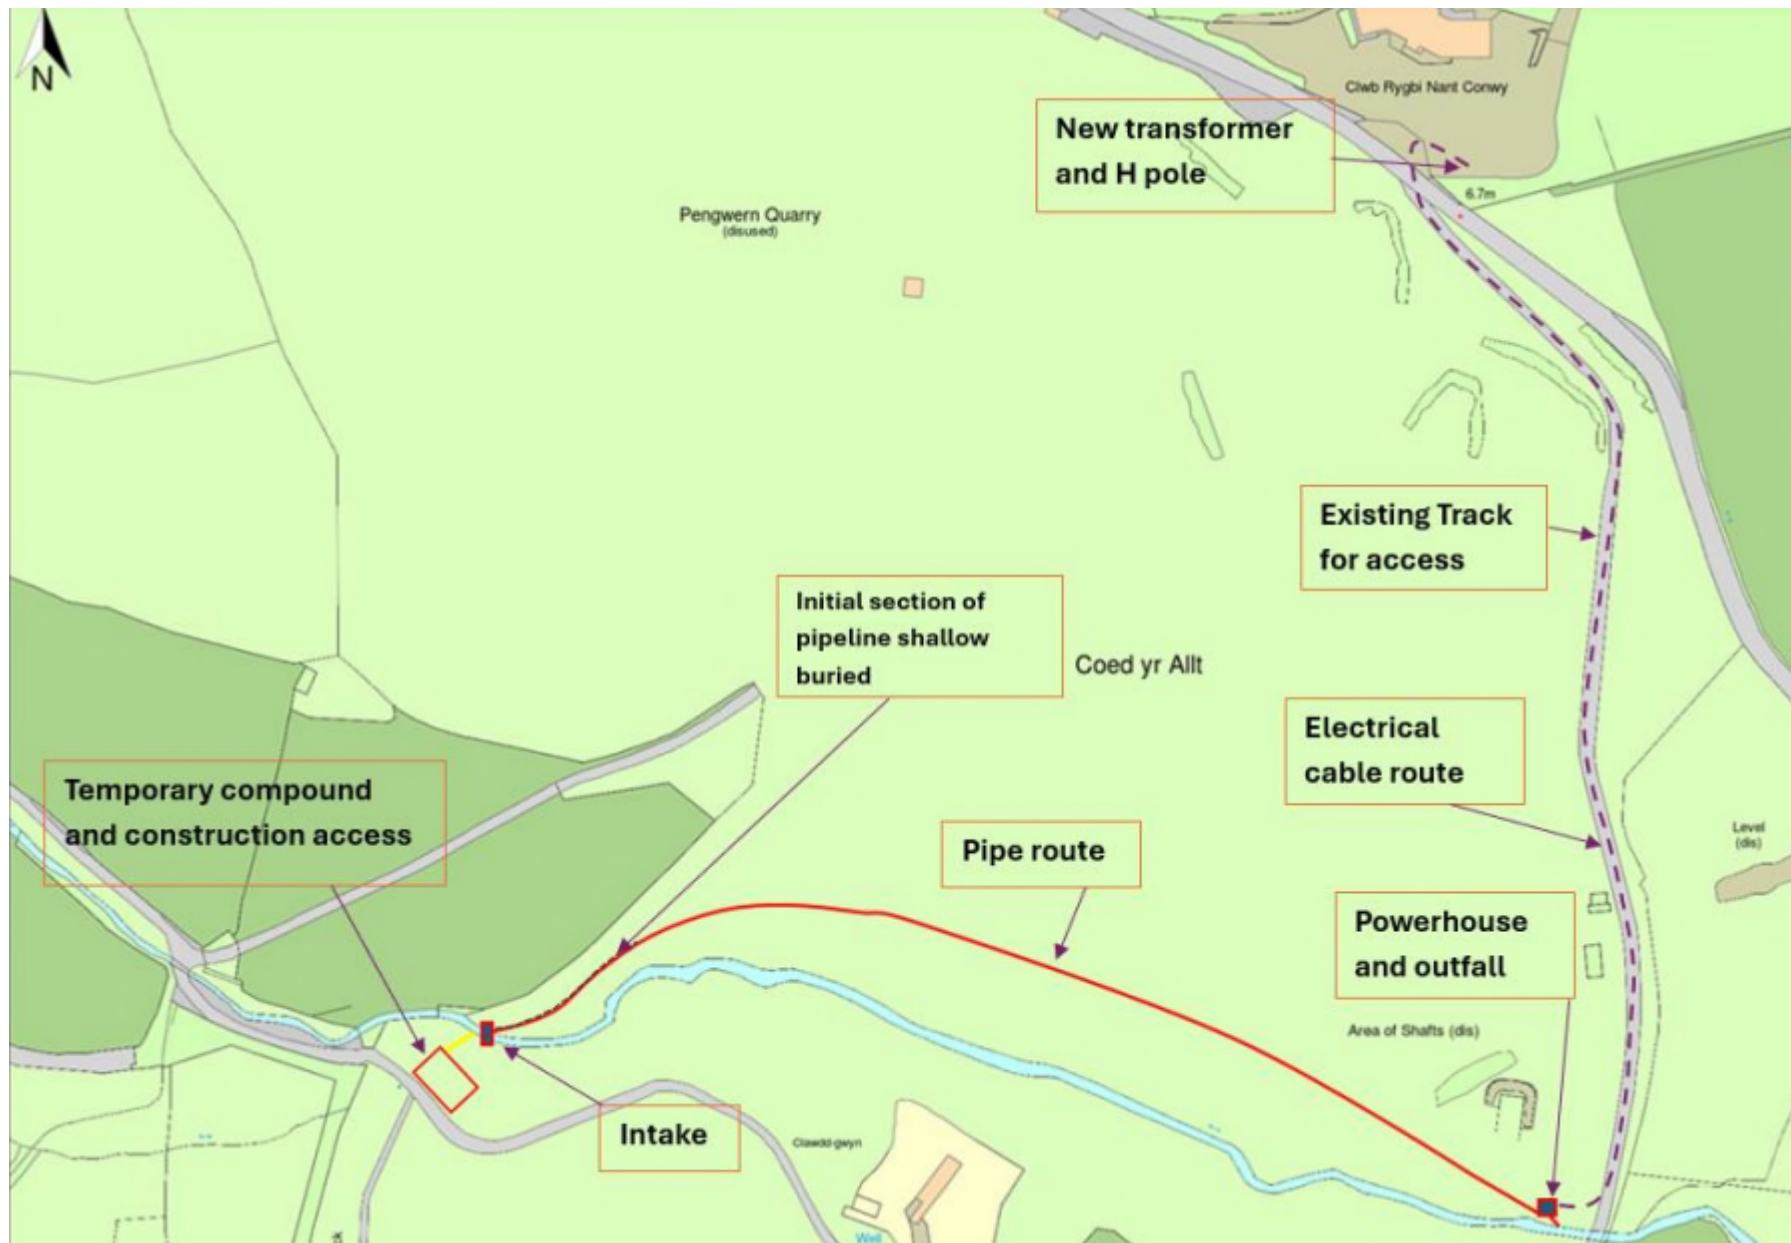 N
Clwb Rygbi Nant Conwy
New transformer
and H pole
6.7m
Pengwern Quarry
(disused)
Existing Track
for access
Initial section of
pipeline shallow
buried
Coed yr Allt
Electrical
cable route
Temporary compound
and construction access
Level
(dis)
Pipe route
Powerhouse
and outfall
Area of Shafts (dis)
Intake
Clawdd-gwyn
Well